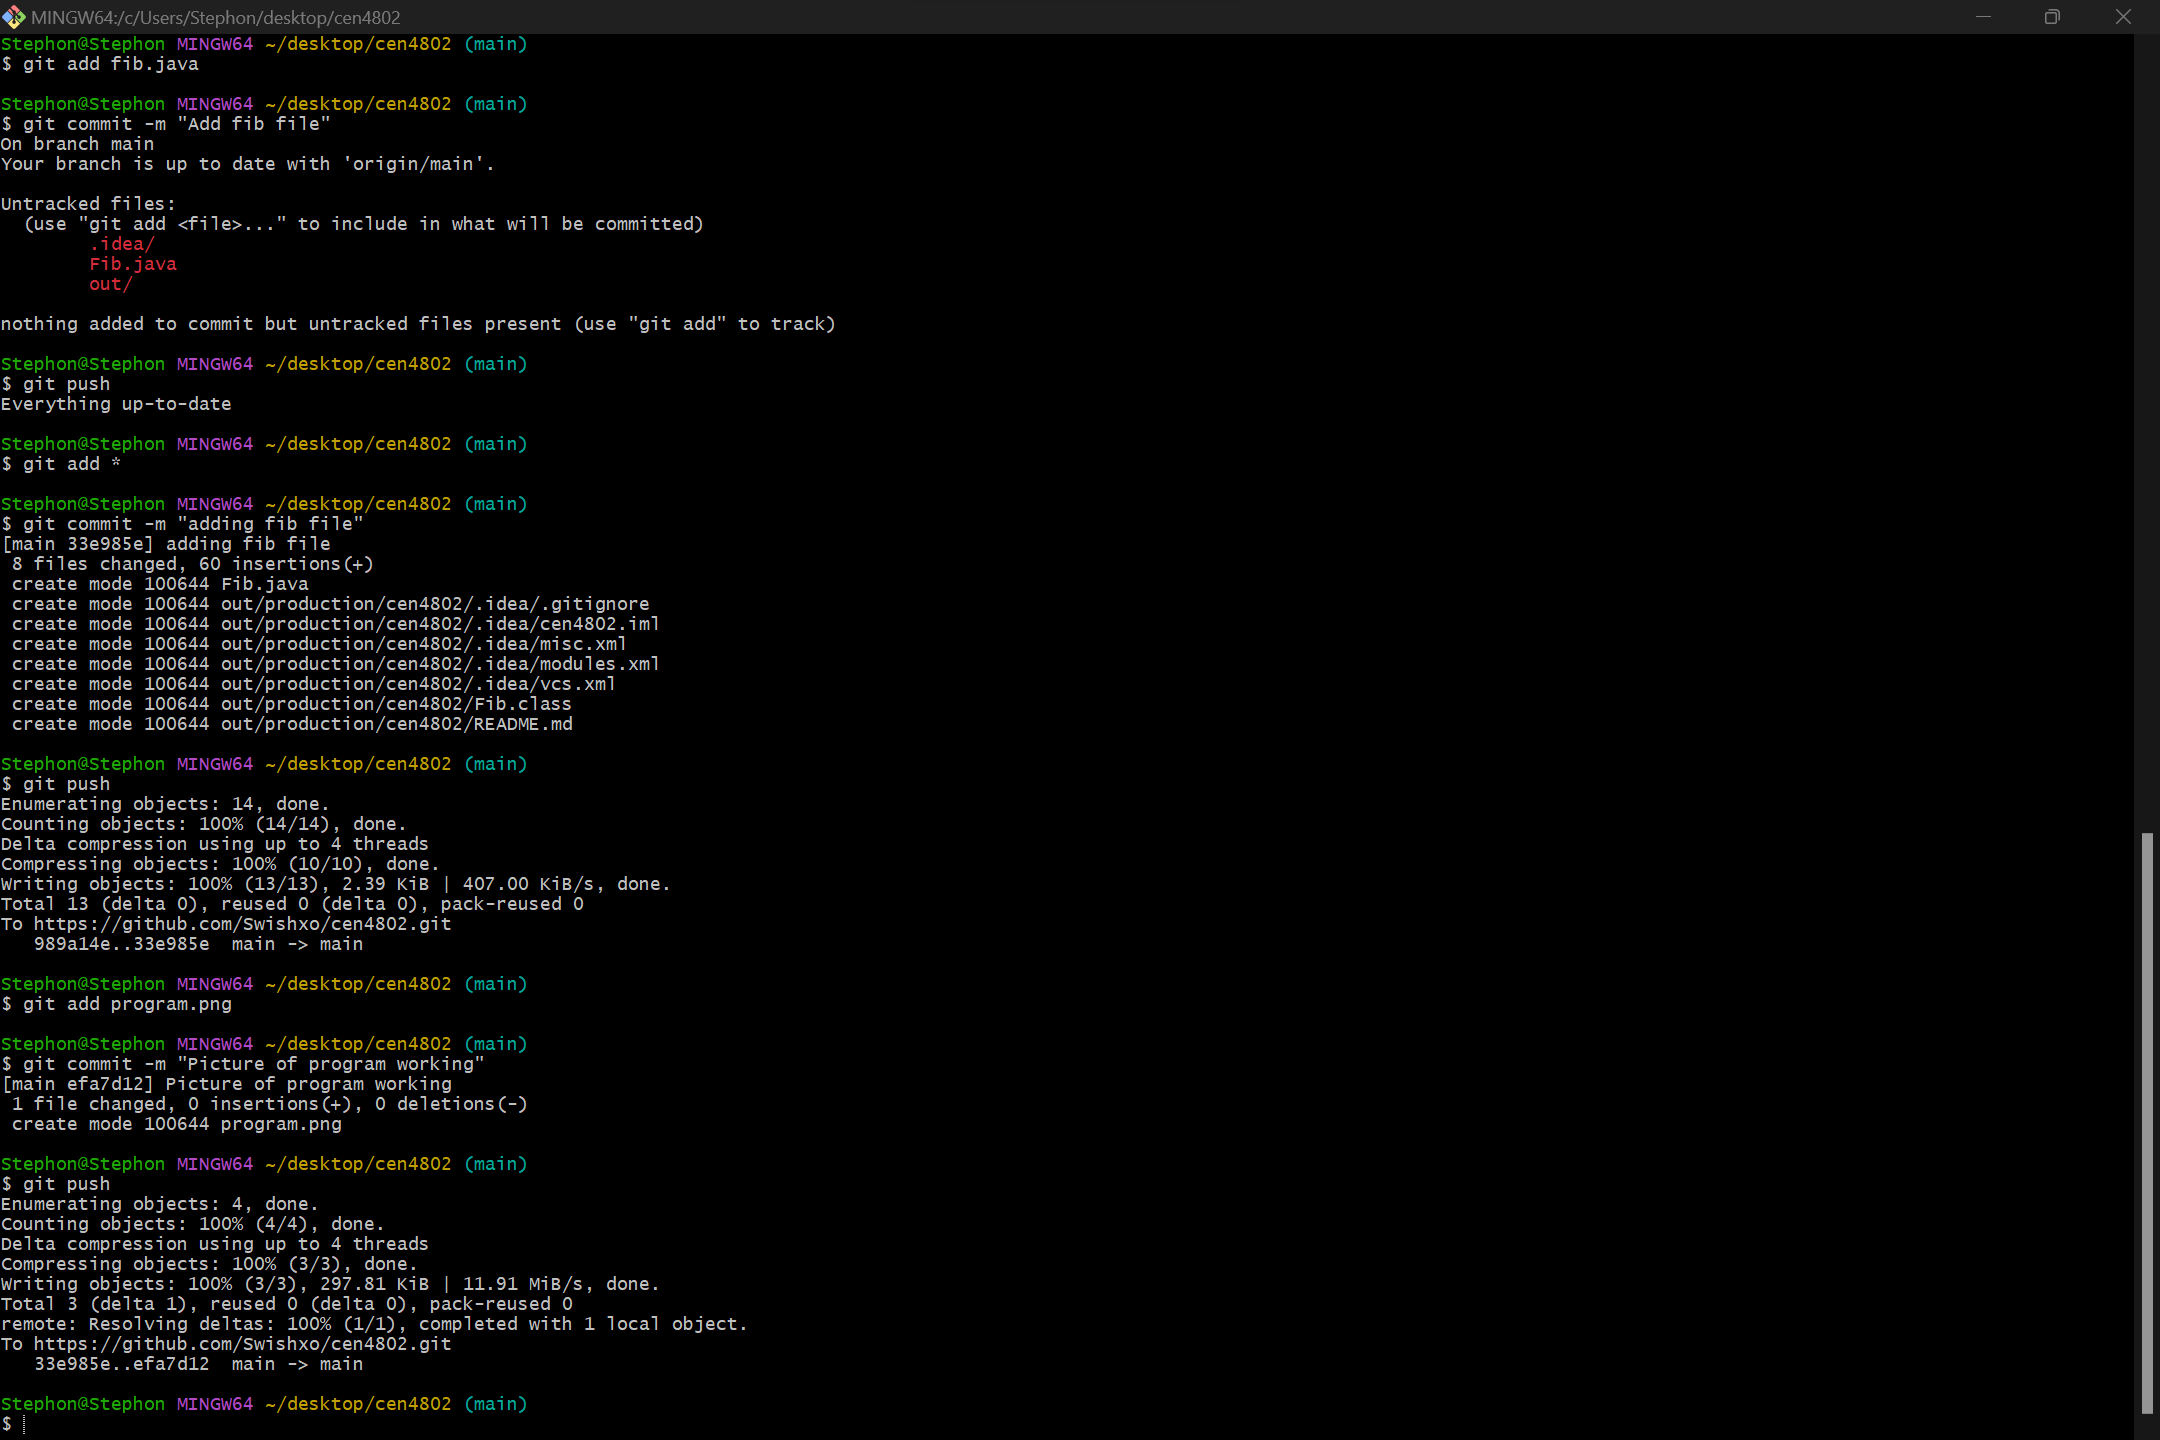 MINGW64:/c/Users/Stephon/desktop/cen4802
Stephon@Stephon MINGW64 ~/desktop/cen4802 (main)
$ git add fib.java
Stephon@Stephon MINGW64 ~/desktop/cen4802 (main)
$ git commit -m "Add fib file"
On branch main
Your branch is up to date with 'origin/main'.
Untracked files:
  (use "git add <file>..." to include in what will be committed)
        .idea/
        Fib.java
        out/
nothing added to commit but untracked files present (use "git add" to track)
Stephon@Stephon MINGW64 ~/desktop/cen4802 (main)
$ git push
Everything up-to-date
Stephon@Stephon MINGW64 ~/desktop/cen4802 (main)
$ git add *
Stephon@Stephon MINGW64 ~/desktop/cen4802 (main)
$ git commit -m "adding fib file"
[main 33e985e] adding fib file
 8 files changed, 60 insertions(+)
 create mode 100644 Fib.java
 create mode 100644 out/production/cen4802/.idea/.gitignore
 create mode 100644 out/production/cen4802/.idea/cen4802.iml
 create mode 100644 out/production/cen4802/.idea/misc.xml
 create mode 100644 out/production/cen4802/.idea/modules.xml
 create mode 100644 out/production/cen4802/.idea/vcs.xml
 create mode 100644 out/production/cen4802/Fib.class
 create mode 100644 out/production/cen4802/README.md
Stephon@Stephon MINGW64 ~/desktop/cen4802 (main)
$ git push
Enumerating objects: 14, done.
Counting objects: 100% (14/14), done.
Delta compression using up to 4 threads
Compressing objects: 100% (10/10), done.
Writing objects: 100% (13/13), 2.39 KiB | 407.00 KiB/s, done.
Total 13 (delta 0), reused 0 (delta 0), pack-reused 0
To https://github.com/Swishxo/cen4802.git
   989a14e..33e985e  main -> main
Stephon@Stephon MINGW64 ~/desktop/cen4802 (main)
$ git add program.png
Stephon@Stephon MINGW64 ~/desktop/cen4802 (main)
$ git commit -m "Picture of program working"
[main efa7d12] Picture of program working
 1 file changed, 0 insertions(+), 0 deletions(-)
 create mode 100644 program.png
Stephon@Stephon MINGW64 ~/desktop/cen4802 (main)
$ git push
Enumerating objects: 4, done.
Counting objects: 100% (4/4), done.
Delta compression using up to 4 threads
Compressing objects: 100% (3/3), done.
Writing objects: 100% (3/3), 297.81 KiB | 11.91 MiB/s, done.
Total 3 (delta 1), reused 0 (delta 0), pack-reused 0
remote: Resolving deltas: 100% (1/1), completed with 1 local object.
To https://github.com/Swishxo/cen4802.git
   33e985e..efa7d12  main -> main
Stephon@Stephon MINGW64 ~/desktop/cen4802 (main)
$